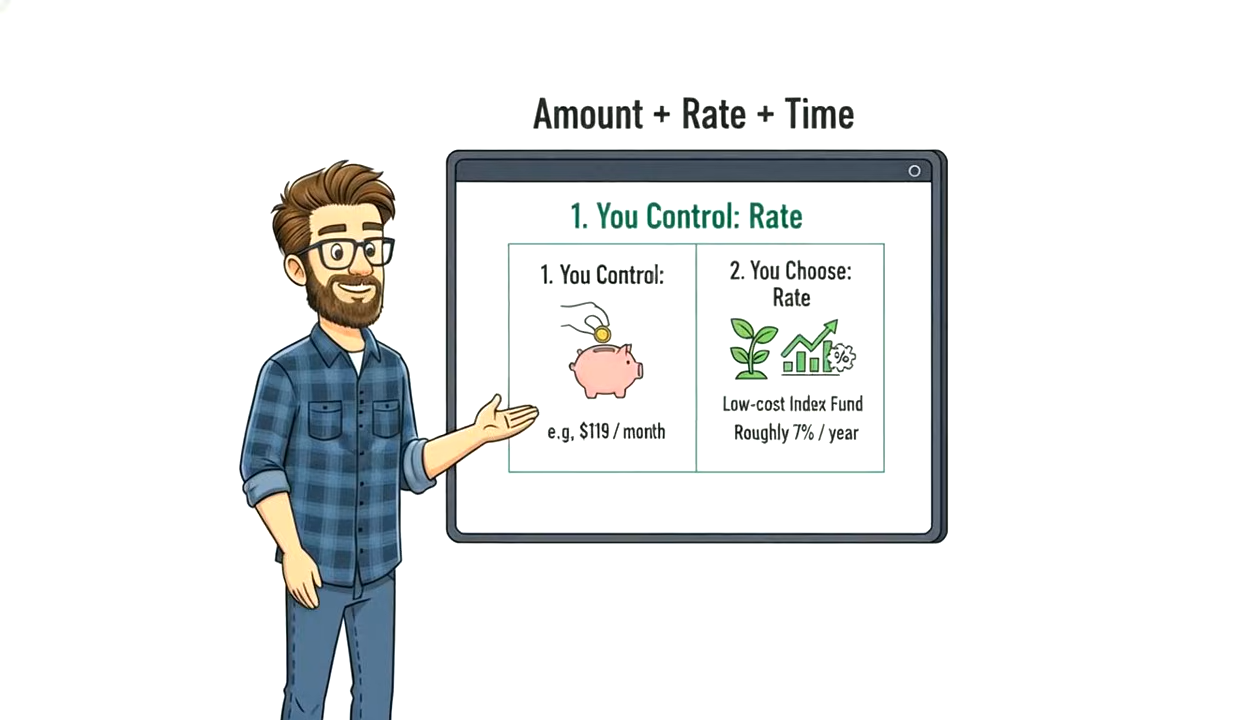 Amount + Rate + Time
1. You Control: Rate
1. You Control:
e.g, $119 / month
2. You Choose:
Rate
%
Low-cost Index Fund
Roughly 7% / year